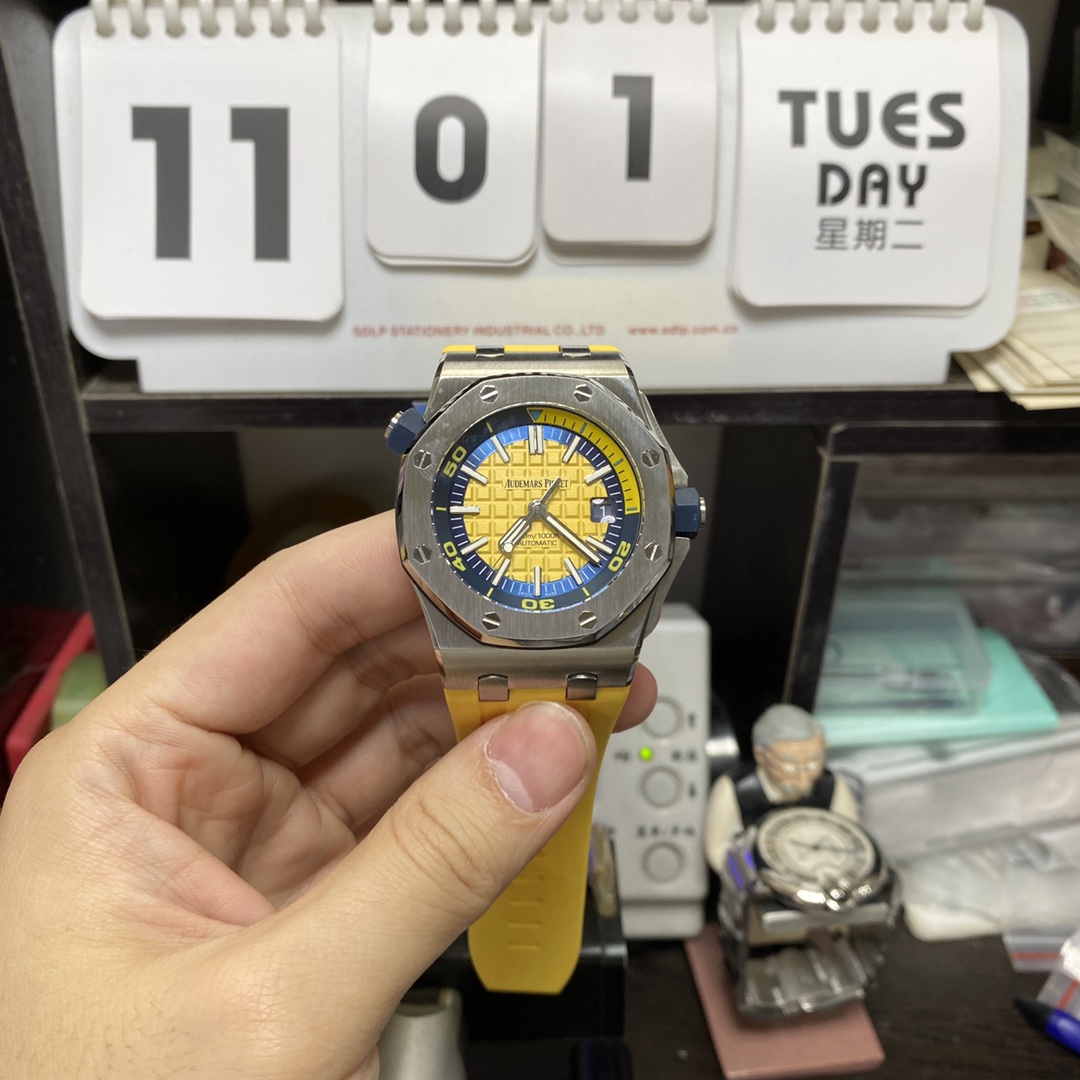 11
0
1
TUES
DAY
星期二
SDLP STATIONERY INDUSTRIAL CO.,LTD www.sdlp.com.cn
50
AUDEMARS PIGUET
1
AUTOMATIC
40
20
30